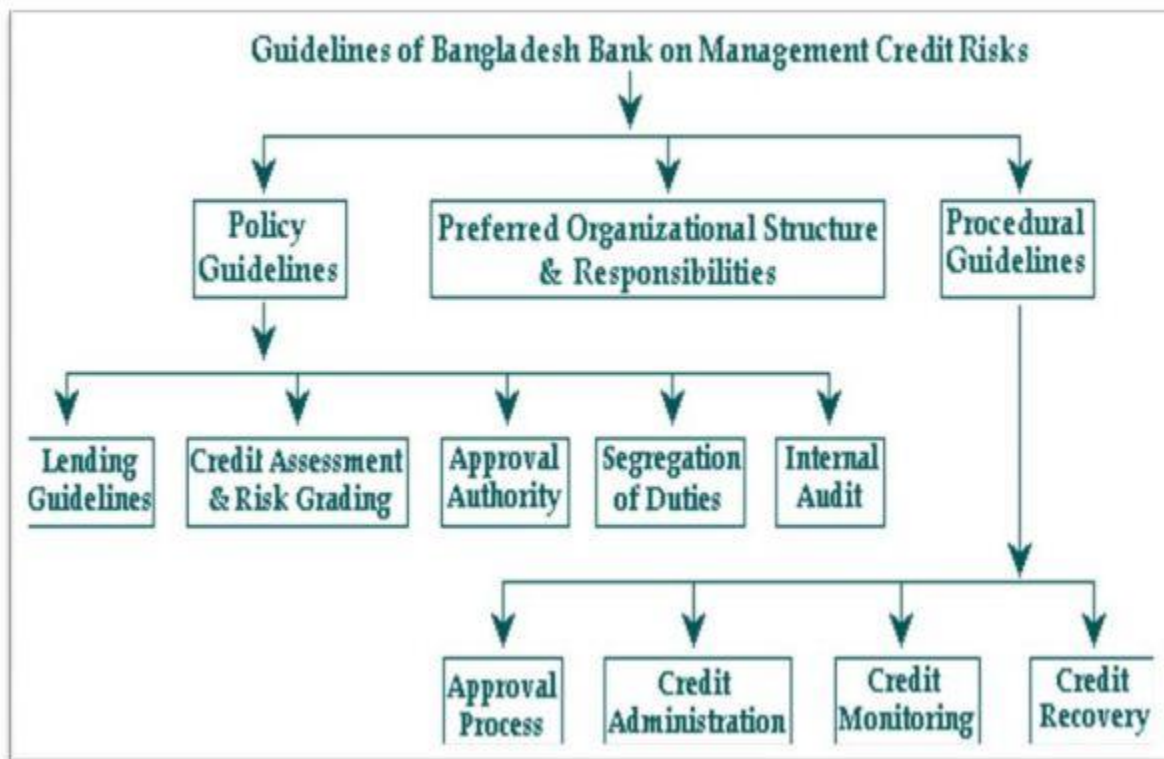 Guidelines of Bangladesh Bank on Management Credit Risks
Policy
Guidelines
Preferred Organizational Structure
& Responsibilities
Procedural
Guidelines
Lending
Guidelines
Credit Assessment
& Risk Grading
Approval
Authority
Segregation
of Duties
Internal
Audit
Approval
Process
Credit
Administration
Credit
Monitoring
Credit
Recovery